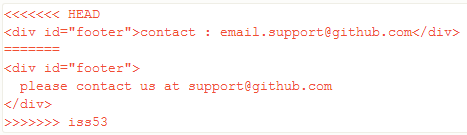 <<<<<<< HEAD
<div id="footer">contact : email.support@github.com</div>
=======
<div id="footer">
  please contact us at support@github.com
</div>
>>>>>>> iss53